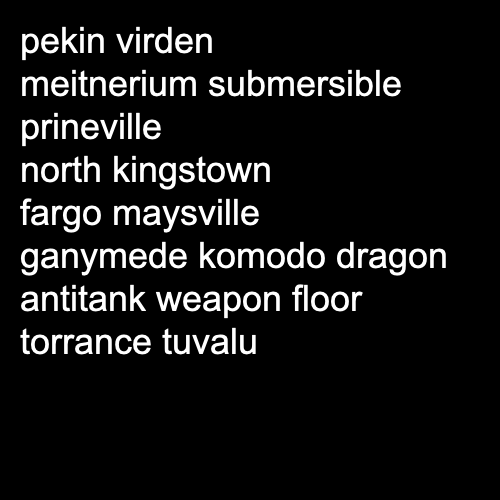 pekin virden
meitnerium submersible
prineville
north kingstown
fargo maysville
ganymede komodo dragon
antitank weapon floor
torrance tuvalu